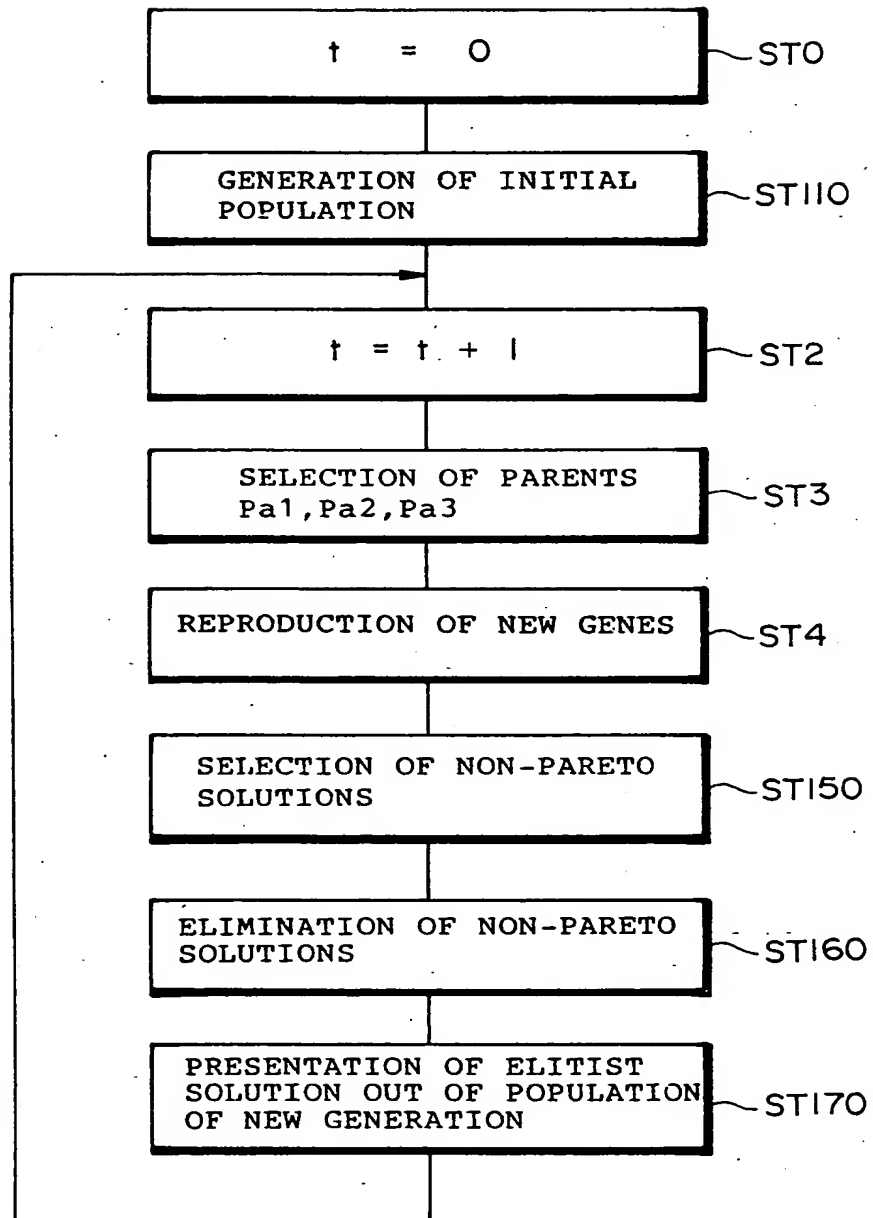 t = 0
ST0
GENERATION OF INITIAL
POPULATION
ST110
t = t + 1
ST2
SELECTION OF PARENTS
Pa1,Pa2,Pa3
ST3
REPRODUCTION OF NEW GENES
ST4
SELECTION OF NON-PARETO
SOLUTIONS
ST150
ELIMINATION OF NON-PARETO
SOLUTIONS
ST160
PRESENTATION OF ELITIST
SOLUTION OUT OF POPULATION
OF NEW GENERATION
ST170